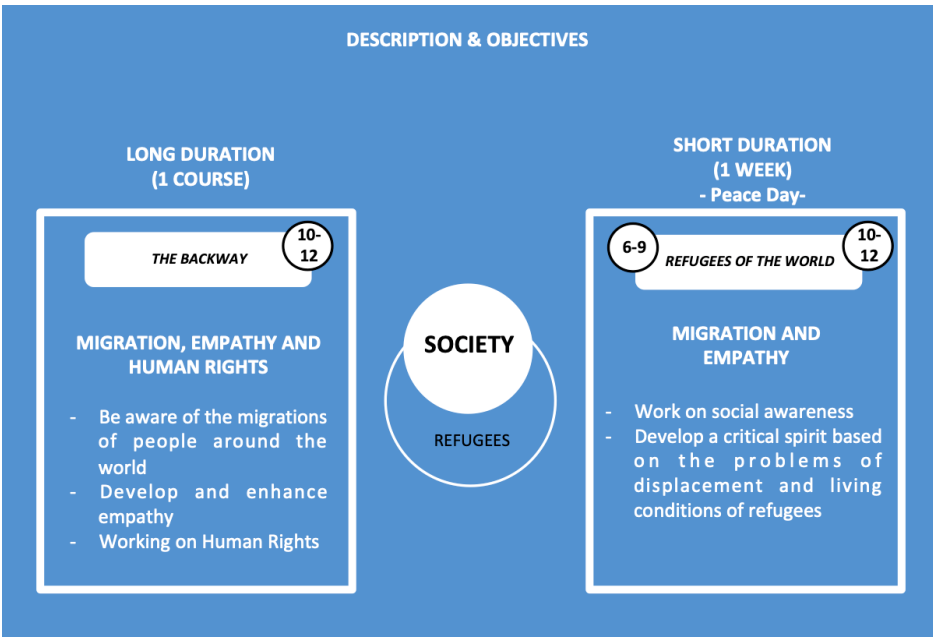 DESCRIPTION & OBJECTIVES
LONG DURATION
(1 COURSE)
10-
12
THE BACKWAY
MIGRATION, EMPATHY AND
HUMAN RIGHTS
- Be aware of the migrations
of people around the
world
- Develop and enhance
empathy
- Working on Human Rights
SOCIETY
REFUGEES
SHORT DURATION
(1 WEEK)
- Peace Day-
6-9
10-
12
REFUGEES OF THE WORLD
MIGRATION AND
EMPATHY
- Work on social awareness
- Develop a critical spirit based
on the problems of
displacement and living
conditions of refugees